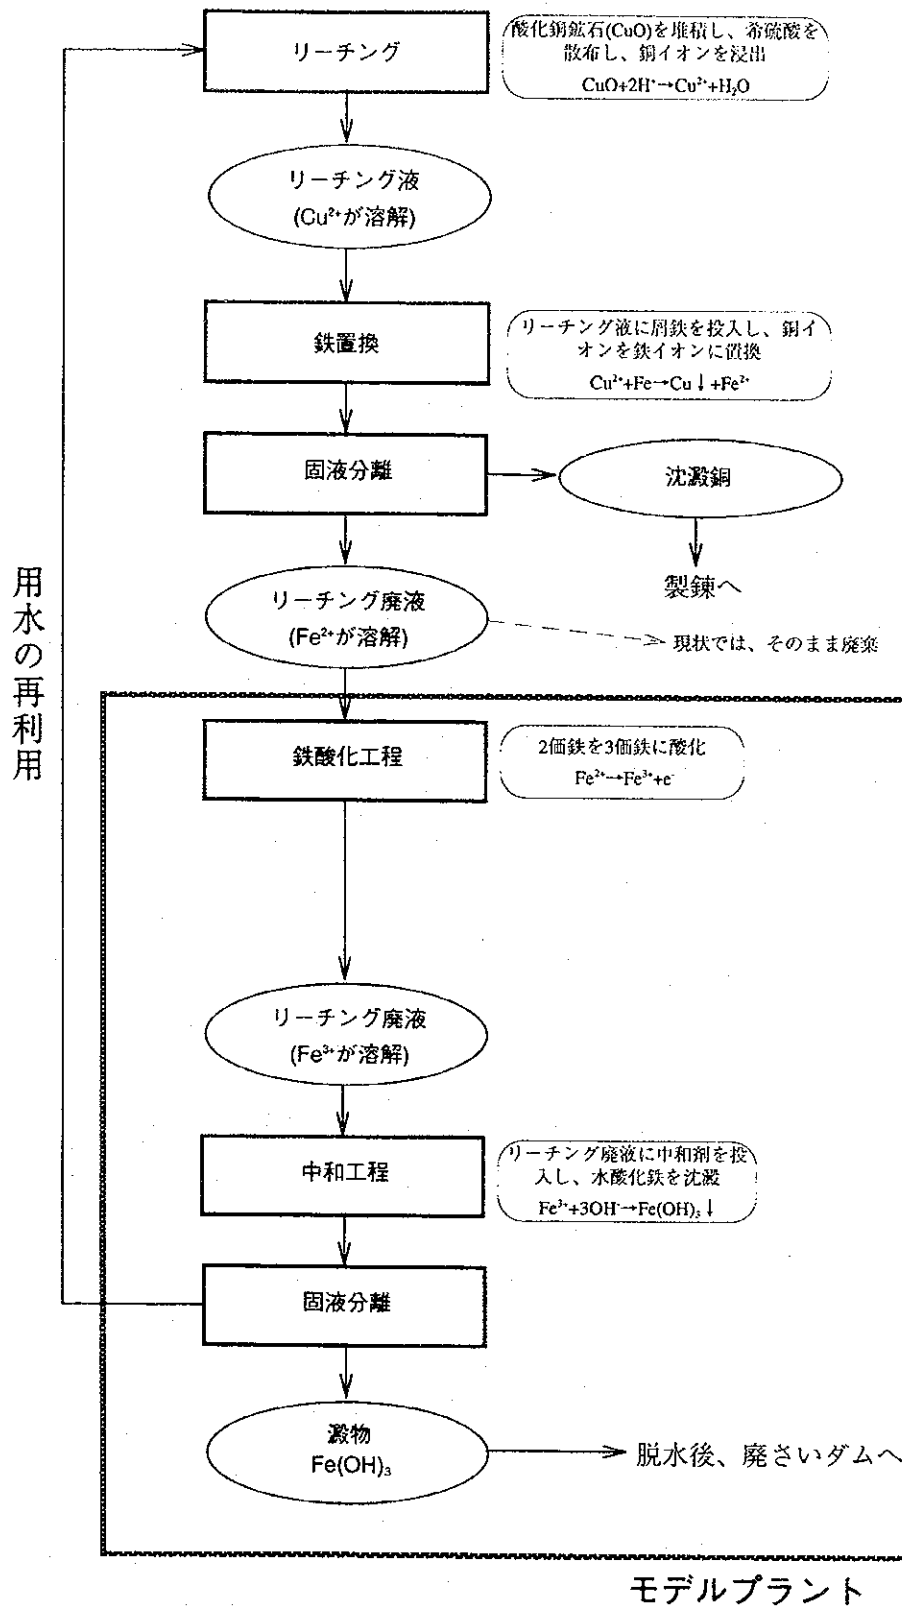 リーチング
酸化銅鉱石(CuO)を堆積し、希硫酸を
散布し、銅イオンを浸出
CuO+2H⁺→Cu²⁺+H₂O
リーチング液
(Cu²⁺が溶解)
鉄置換
リーチング液に屑鉄を投入し、銅イ
オンを鉄イオンに置換
Cu²⁺+Fe→Cu↓+Fe²⁺
固液分離
沈澱銅
製錬へ
リーチング廃液
(Fe²⁺が溶解)
現状では、そのまま廃棄
用水の再利用
鉄酸化工程
2価鉄を3価鉄に酸化
Fe²⁺→Fe³⁺+e⁻
リーチング廃液
(Fe³⁺が溶解)
中和工程
リーチング廃液に中和剤を投
入し、水酸化鉄を沈澱
Fe³⁺+3OH⁻→Fe(OH)₃↓
固液分離
澱物
Fe(OH)₃
脱水後、廃さいダムへ
モデルプラント